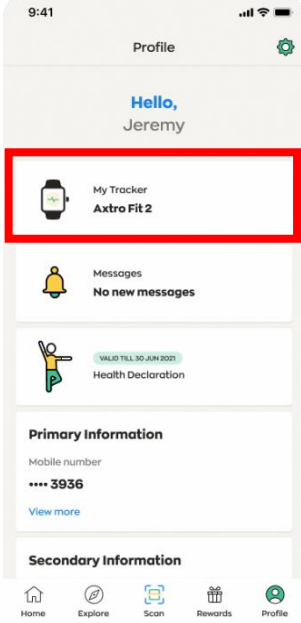 9:41
Profile
Hello,
Jeremy
My Tracker
Axtro Fit 2
Messages
No new messages
VALID TILL 30 JUN 2021
Health Declaration
Primary Information
Mobile number
•••• 3936
View more
Secondary Information
Home Explore Scan Rewards Profile